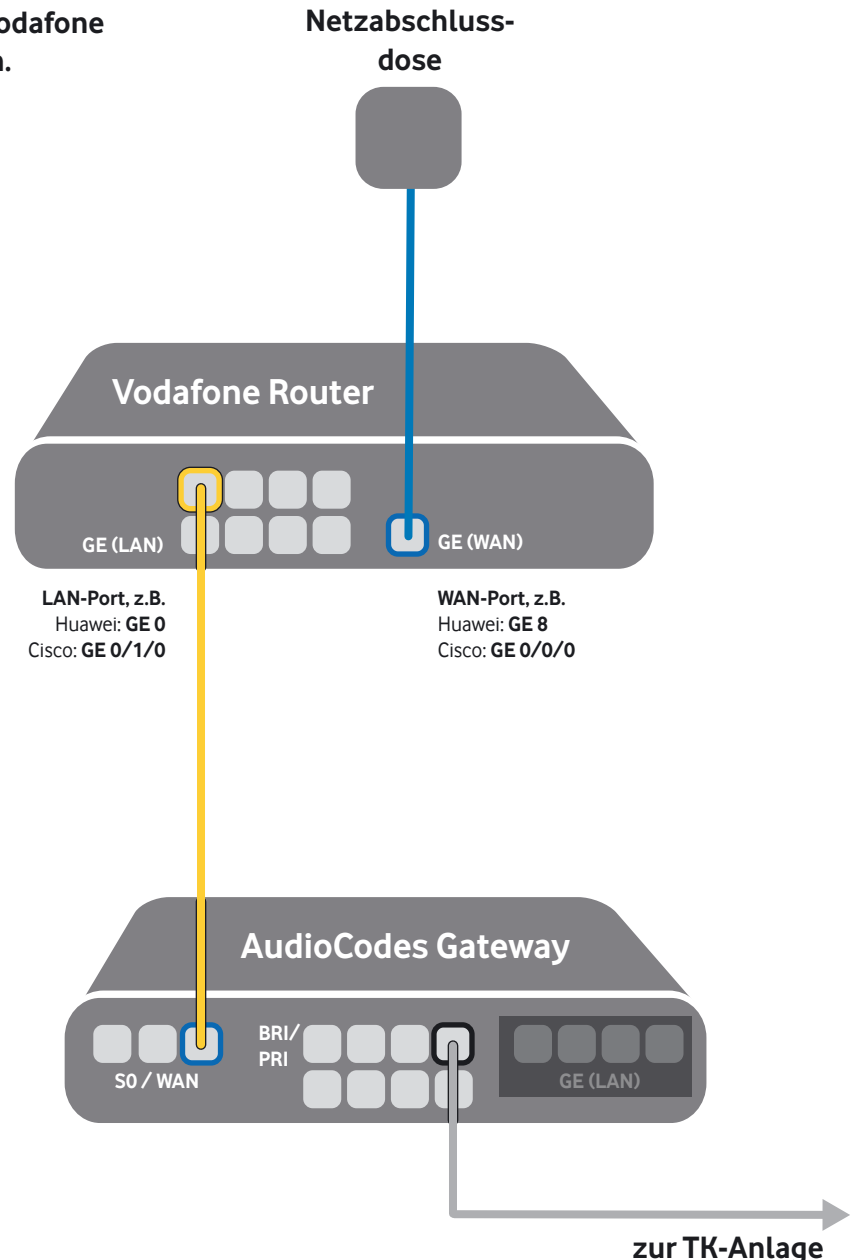 odafone
.
Netzabschluss-
dose
Vodafone Router
GE (LAN)
GE (WAN)
LAN-Port, z.B.
Huawei: GE 0
Cisco: GE 0/1/0
WAN-Port, z.B.
Huawei: GE 8
Cisco: GE 0/0/0
AudioCodes Gateway
BRI/
PRI
S0 / WAN
GE (LAN)
zur TK-Anlage